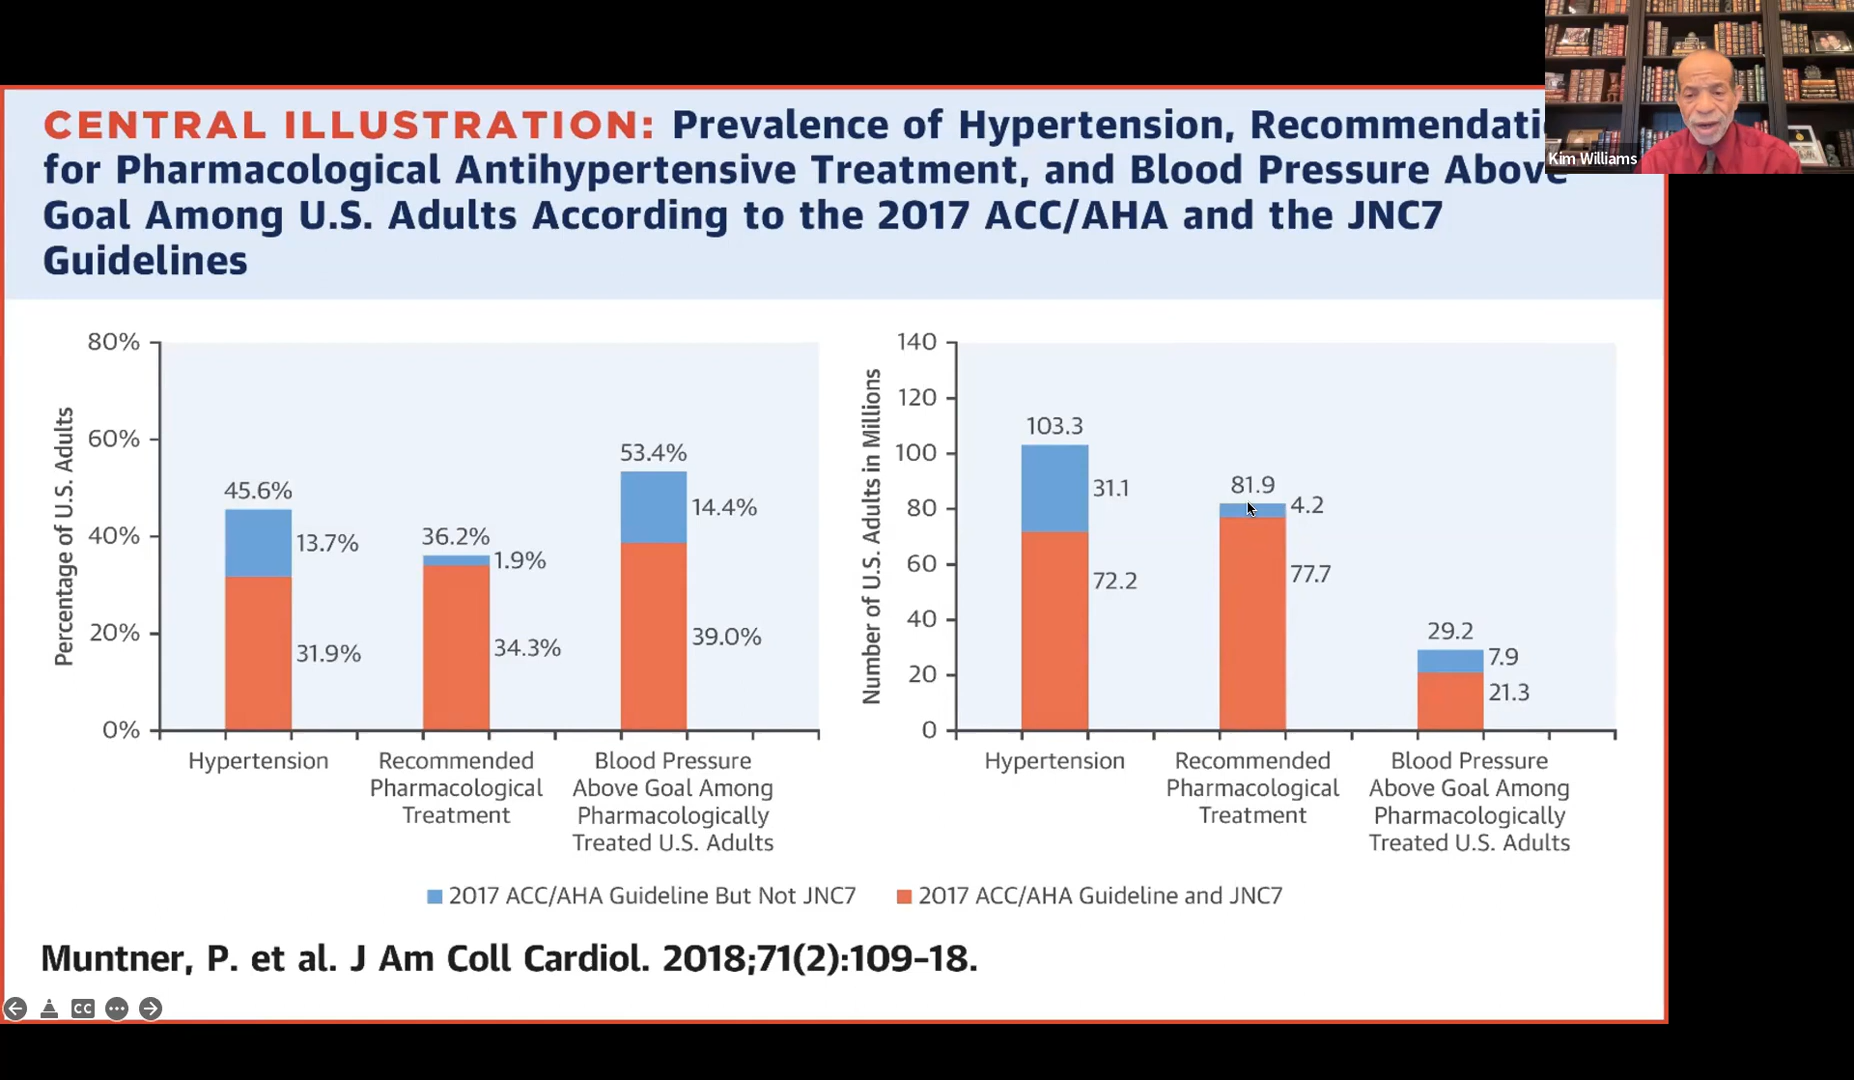 CENTRAL ILLUSTRATION: Prevalence of Hypertension, Recommendati
for Pharmacological Antihypertensive Treatment, and Blood Pressure Above
Goal Among U.S. Adults According to the 2017 ACC/AHA and the JNC7
Guidelines
Kim Williams
Percentage of U.S. Adults
80%
60%
40%
20%
0%
45.6%
13.7%
31.9%
36.2%
1.9%
34.3%
53.4%
14.4%
39.0%
Hypertension
Recommended
Pharmacological
Treatment
Blood Pressure
Above Goal Among
Pharmacologically
Treated U.S. Adults
Number of U.S. Adults in Millions
140
120
100
80
60
40
20
0
103.3
31.1
72.2
81.9
4.2
77.7
29.2
7.9
21.3
Hypertension
Recommended
Pharmacological
Treatment
Blood Pressure
Above Goal Among
Pharmacologically
Treated U.S. Adults
2017 ACC/AHA Guideline But Not JNC7
2017 ACC/AHA Guideline and JNC7
Muntner, P. et al. J Am Coll Cardiol. 2018;71(2):109–18.
CC